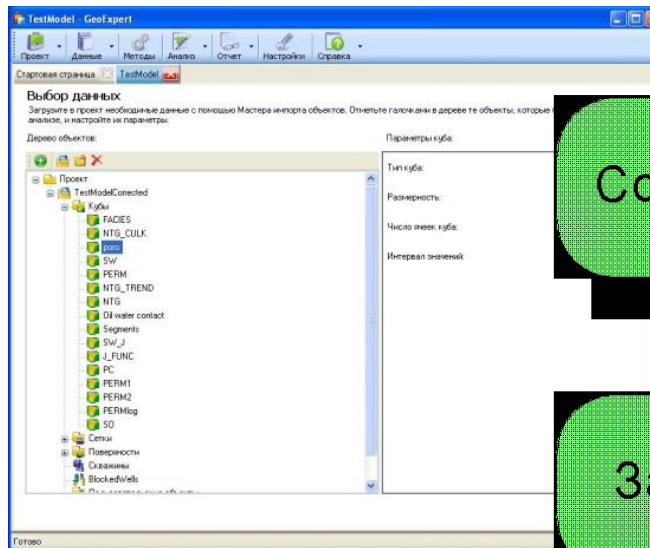 TestModel - GeoExpert
Проект Данные Методы Анализ Отчет Настройки Справка
Стартовая страница TestModel
Выбор данных
Загрузите в проект необходимые данные с помощью Мастера импорта объектов. Отметьте галочками в дереве те объекты, которые
анализе, и настройте их параметры.
Дерево объектов: Параметры куба:
Проект
TestModelCorrected
Кубы
FACIES
NTG_CULK
poro
SW
PERM
NTG_TREND
NTG
Oil water contact
Segments
SW_J
J_FUNC
PC
PERM1
PERM2
PERMlog
SO
Сетки
Поверхности
Скважины
BlockedWells
Тип куба:
Размерность:
Число ячеек куба:
Интервал значений:
Со
За
Готово